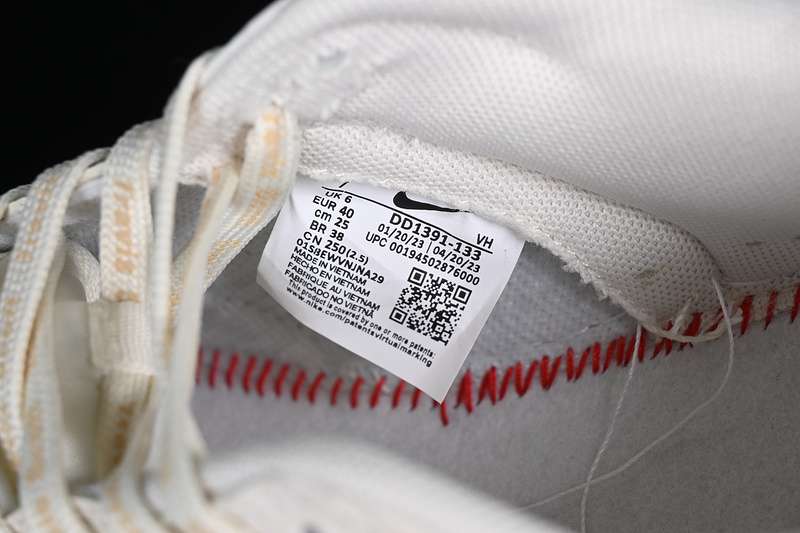 UK 6
EUR 40
cm 25
BR 38
CN 250(2.5)
0158EWVNJNA29
MADE IN VIETNAM
HECHO EN VIETNAM
FABRIQUE AU VIETNAM
FABRICADO NO VIETNÃ
DD1391-133
VH
01/20/23 | 04/20/23
UPC 00194502876000
This product is covered by one or more patents:
www.nike.com/patentsvirtualmarking